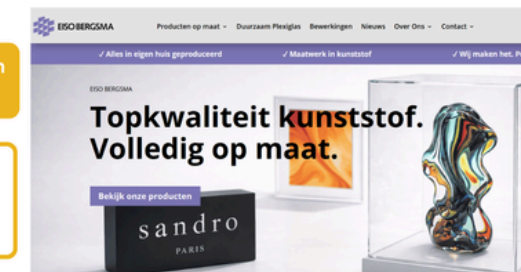 EISO BERGSMA
Producten op maat Duurzaam Plexiglas Bewerkingen Nieuws Over Ons Contact
n
✓ Alles in eigen huis geproduceerd ✓ Maatwerk in kunststof ✓ Wij maken het. P
EISO BERGSMA
Topkwaliteit kunststof.
Volledig op maat.
Bekijk onze producten
sandro
PARIS